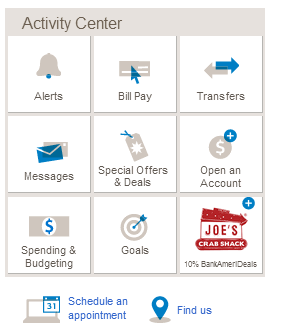 Activity Center
Alerts
Bill Pay
Transfers
Messages
Special Offers
& Deals
Open an
Account
Spending &
Budgeting
Goals
JOE'S
CRAB SHACK
10% BankAmeriDeals
31
Schedule an
appointment
Find us